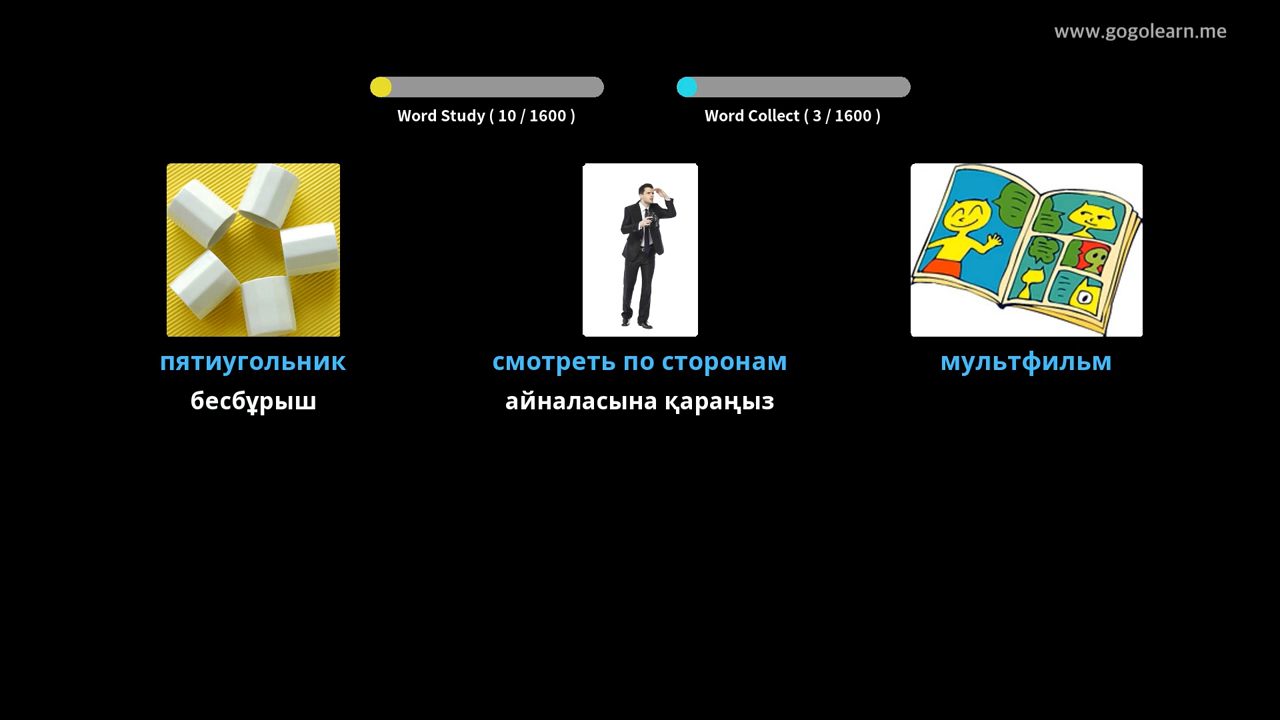 www.gogolearn.me
Word Study ( 10 / 1600 )
Word Collect ( 3 / 1600 )
пятиугольник
смотреть по сторонам
мультфильм
бесбұрыш
айналасына қараңыз